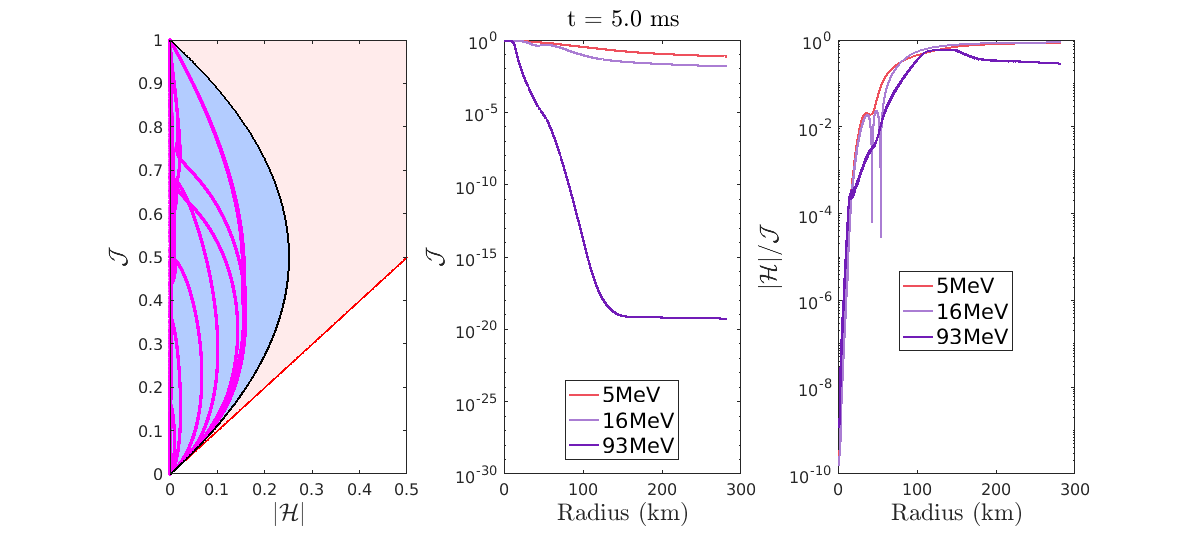 t = 5.0 ms
1
0.9
0.8
0.7
0.6
0.5
0.4
0.3
0.2
0.1
0
0 0.1 0.2 0.3 0.4 0.5
|𝓗|
𝒥
10^0
10^-5
10^-10
10^-15
10^-20
10^-25
10^-30
0 100 200 300
Radius (km)
𝒥
5MeV
16MeV
93MeV
10^0
10^-2
10^-4
10^-6
10^-8
10^-10
0 100 200 300
Radius (km)
|𝓗|/𝒥
5MeV
16MeV
93MeV